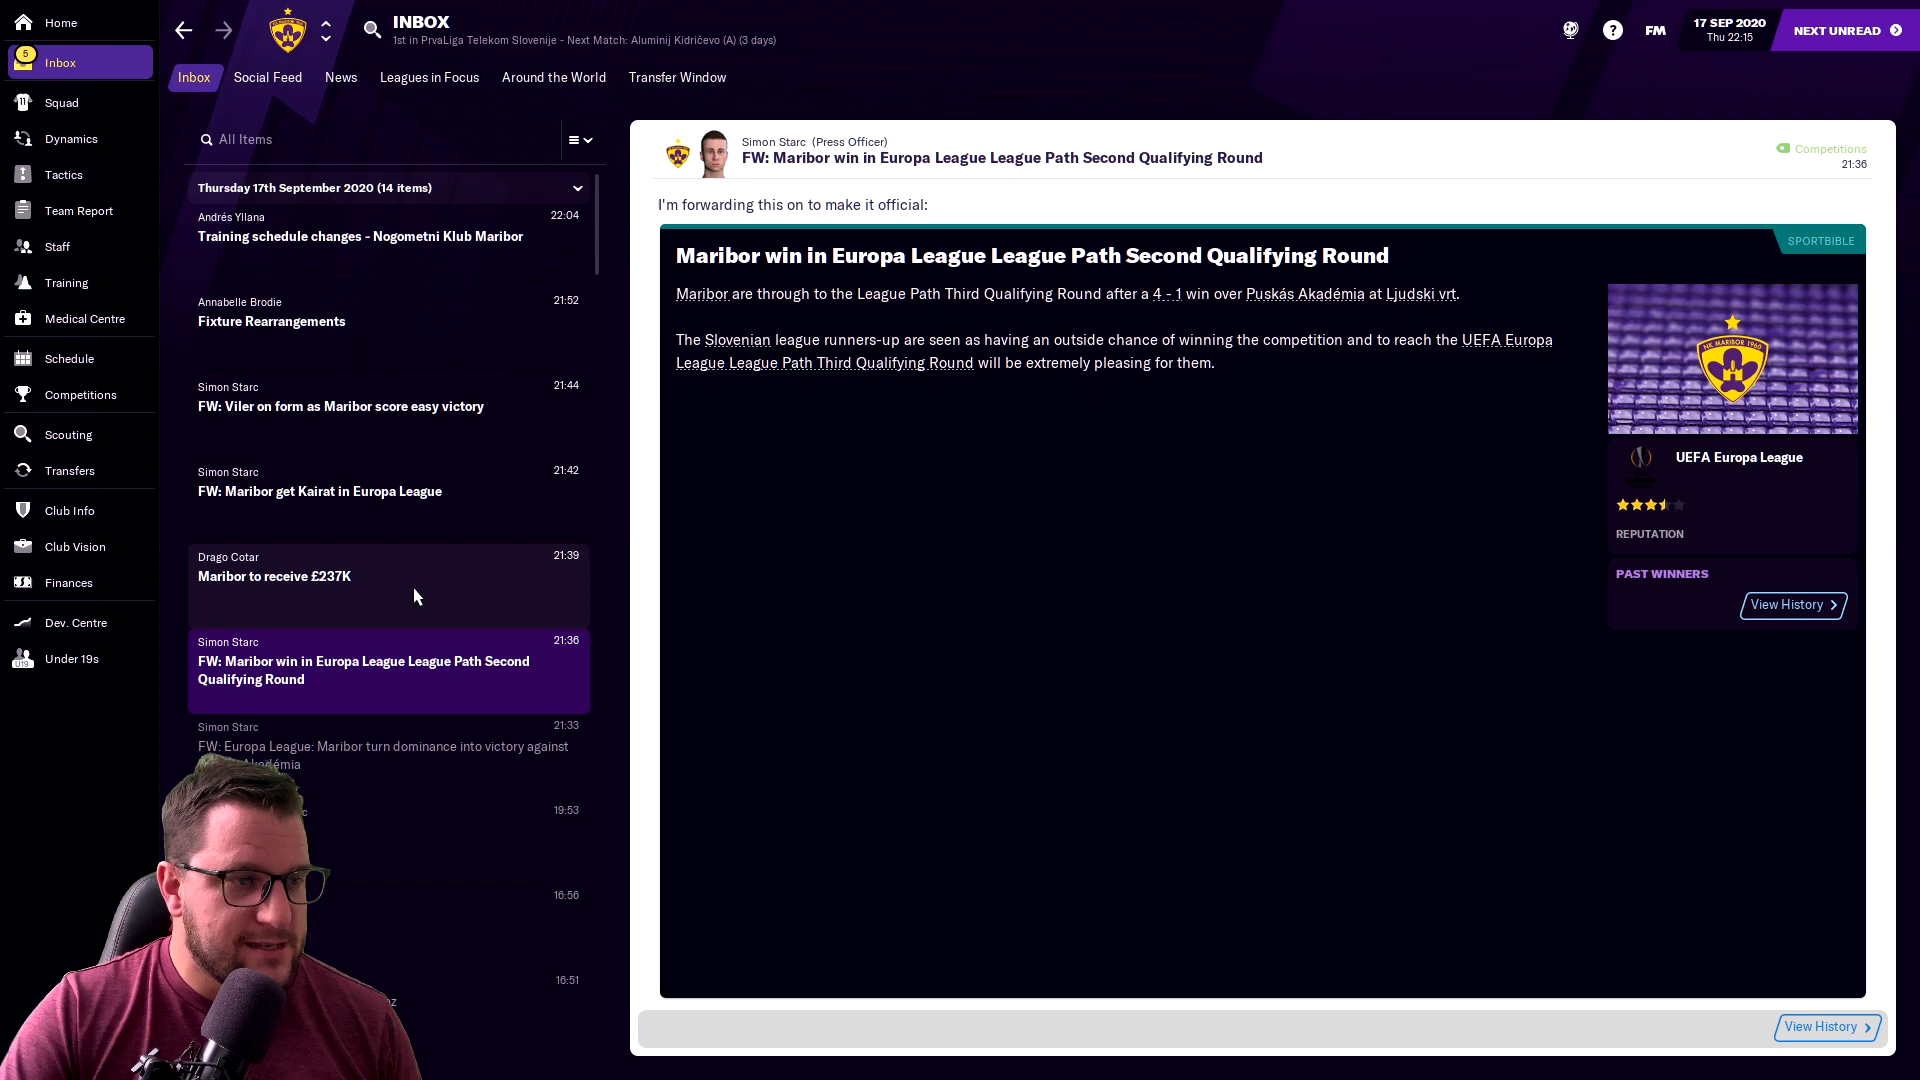 Home
5
Inbox
Squad
Dynamics
Tactics
Team Report
Staff
Training
Medical Centre
Schedule
Competitions
Scouting
Transfers
Club Info
Club Vision
Finances
Dev. Centre
U19
Under 19s
INBOX
1st in PrvaLiga Telekom Slovenije - Next Match: Aluminij Kidričevo (A) (3 days)
FM
17 SEP 2020
Thu 22:15
NEXT UNREAD
Inbox
Social Feed
News
Leagues in Focus
Around the World
Transfer Window
All Items
Thursday 17th September 2020 (14 items)
Andrés Yllana 22:04
Training schedule changes - Nogometni Klub Maribor
Annabelle Brodie 21:52
Fixture Rearrangements
Simon Starc 21:44
FW: Viler on form as Maribor score easy victory
Simon Starc 21:42
FW: Maribor get Kairat in Europa League
Drago Cotar 21:39
Maribor to receive £237K
Simon Starc 21:36
FW: Maribor win in Europa League League Path Second
Qualifying Round
Simon Starc 21:33
FW: Europa League: Maribor turn dominance into victory against
19:53
16:56
16:51
Simon Starc (Press Officer)
FW: Maribor win in Europa League League Path Second Qualifying Round
Competitions
21:36
I'm forwarding this on to make it official:
SPORTBIBLE
Maribor win in Europa League League Path Second Qualifying Round
Maribor are through to the League Path Third Qualifying Round after a 4 - 1 win over Puskás Akadémia at Ljudski vrt.
The Slovenian league runners-up are seen as having an outside chance of winning the competition and to reach the UEFA Europa
League League Path Third Qualifying Round will be extremely pleasing for them.
NK MARIBOR 1960
UEFA Europa League
REPUTATION
PAST WINNERS
View History
View History